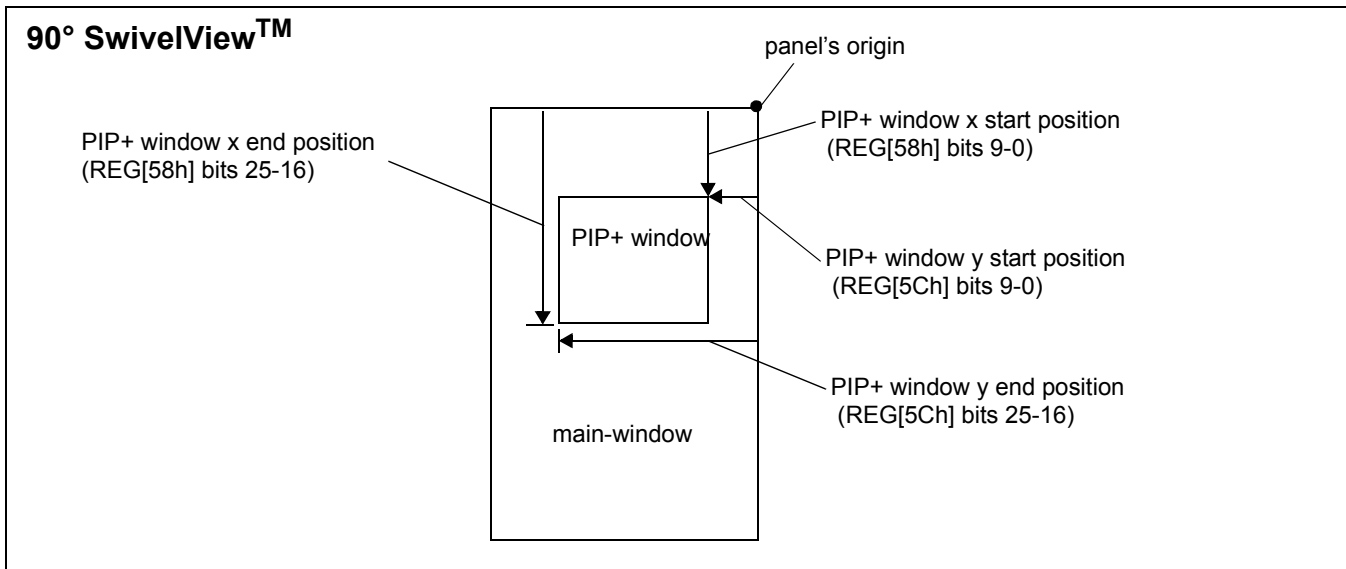 90° SwivelView™
panel's origin
PIP+ window x start position
(REG[58h] bits 9-0)
PIP+ window x end position
(REG[58h] bits 25-16)
PIP+ window
PIP+ window y start position
(REG[5Ch] bits 9-0)
PIP+ window y end position
(REG[5Ch] bits 25-16)
main-window